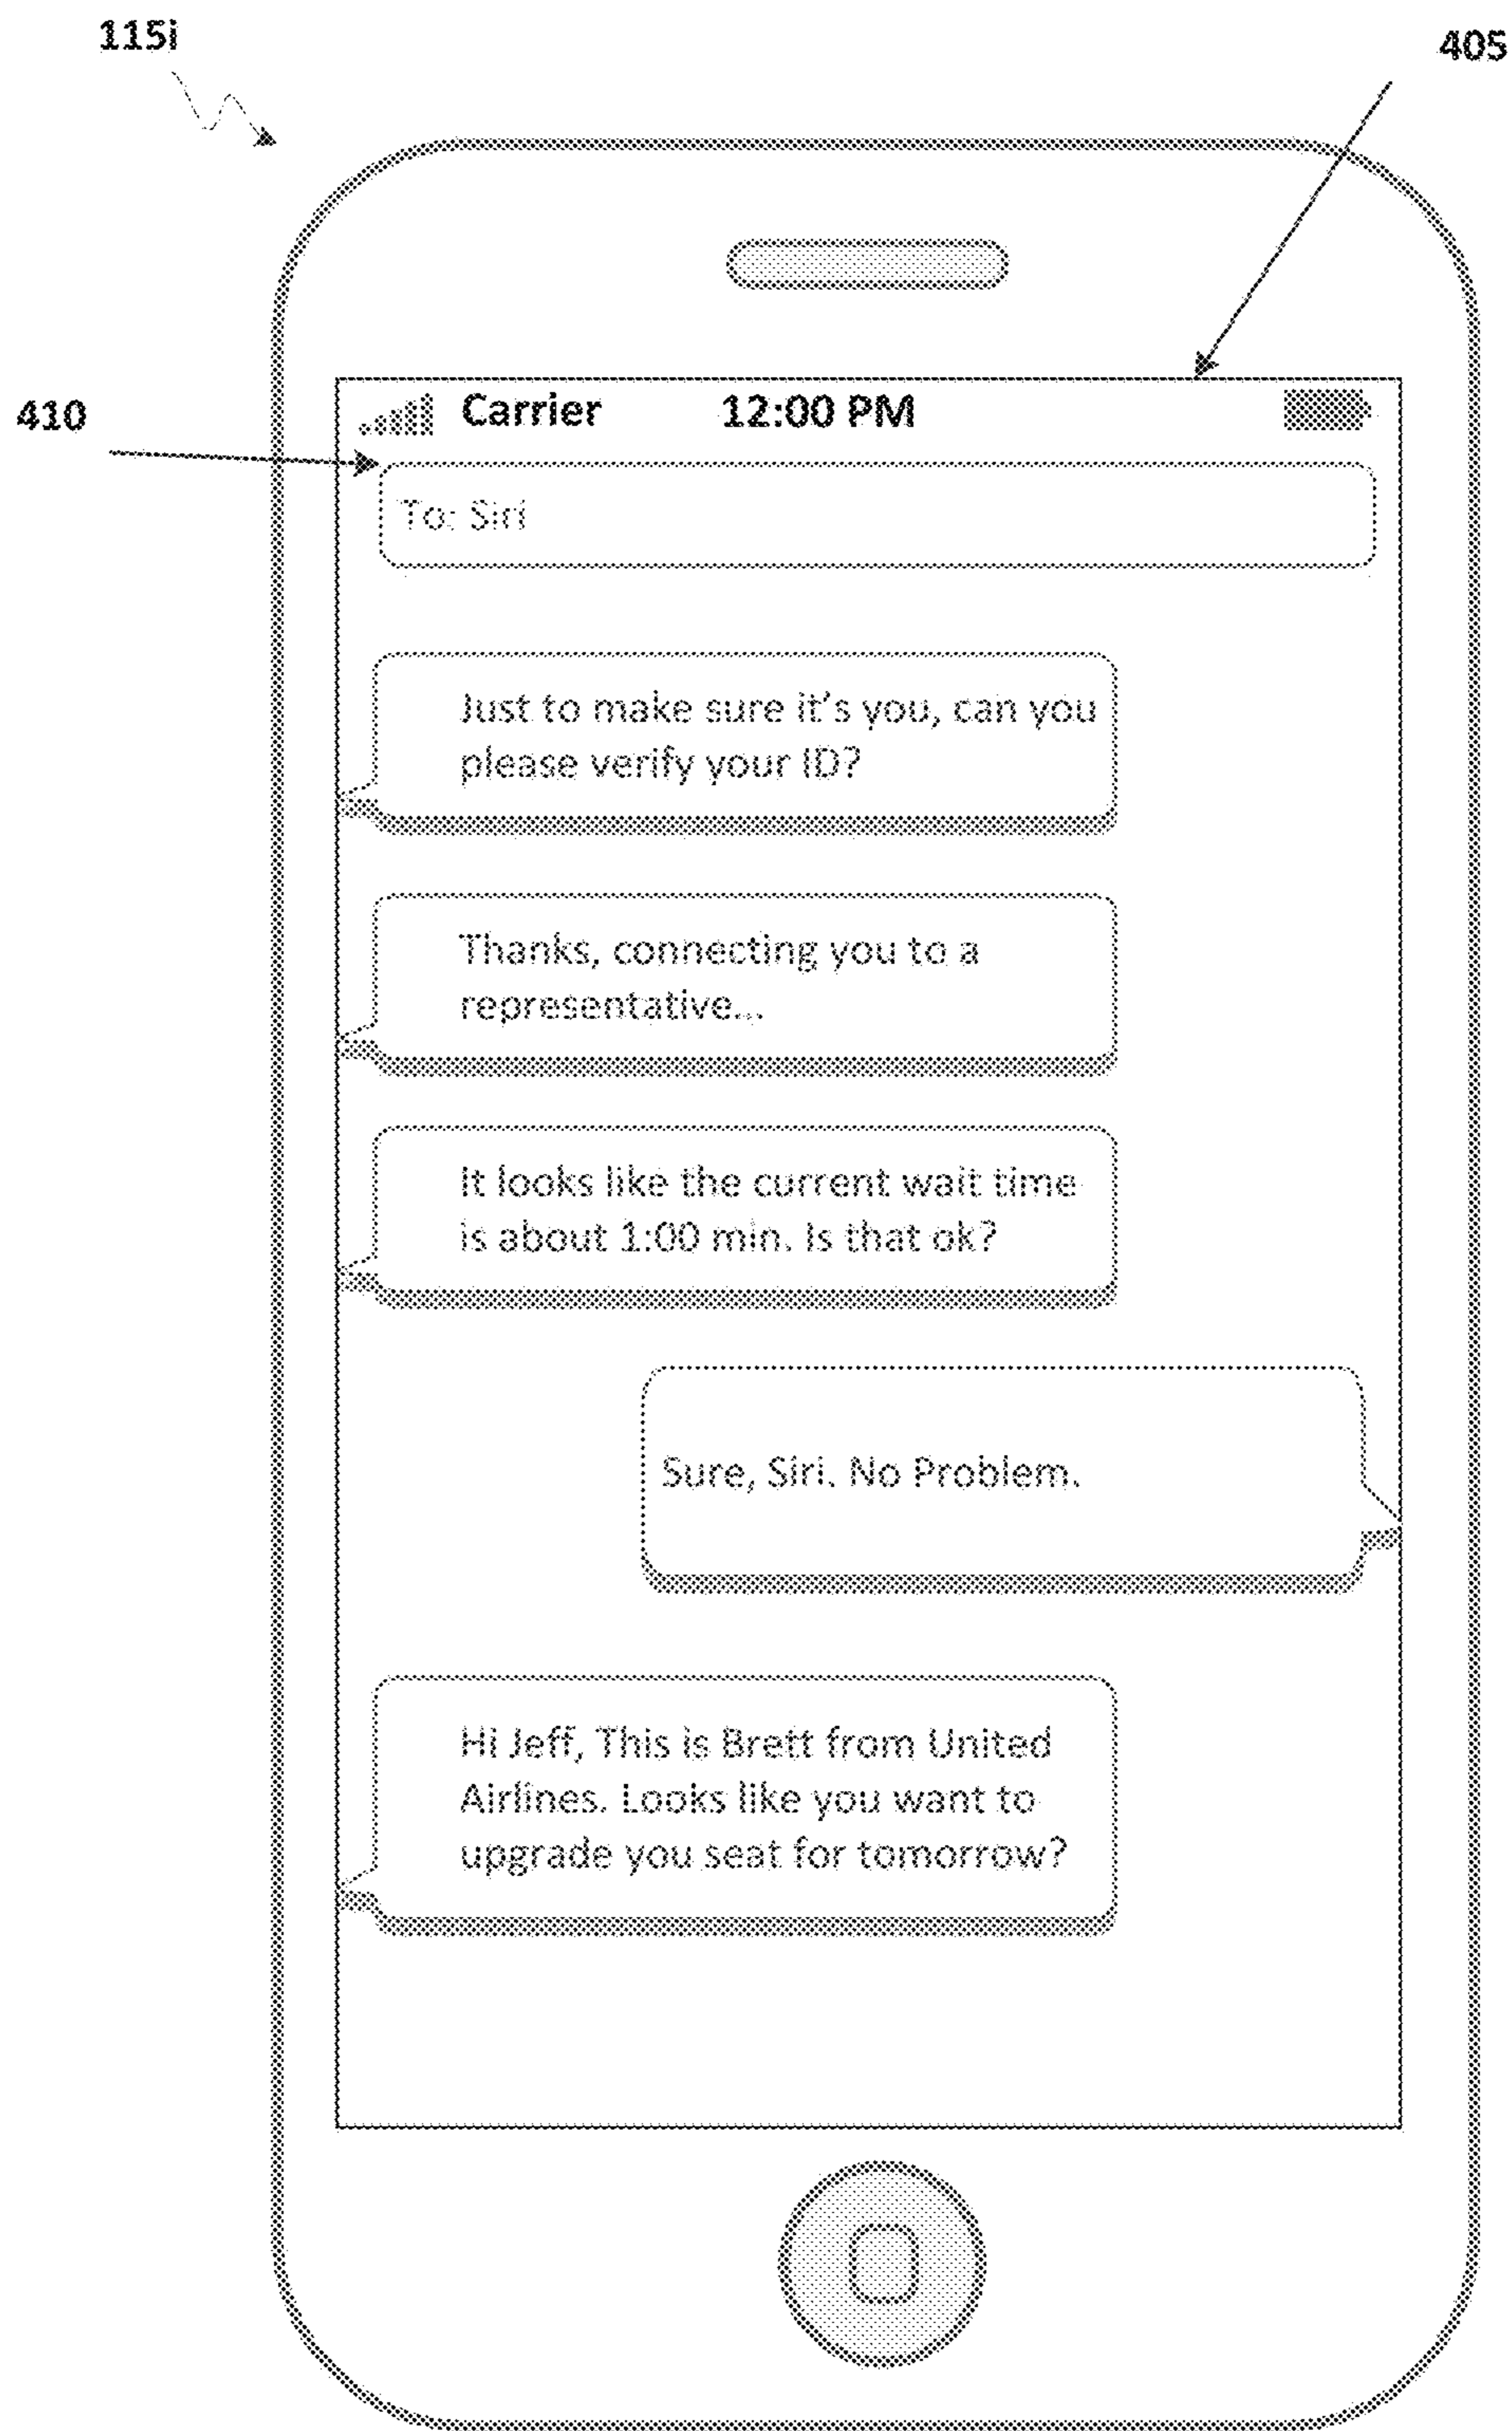 115i
405
410
Carrier 12:00 PM
To: Siri
Just to make sure it's you, can you
please verify your ID?
Thanks, connecting you to a
representative...
It looks like the current wait time
is about 1:00 min. Is that ok?
Sure, Siri. No Problem.
Hi Jeff, This is Brett from United
Airlines. Looks like you want to
upgrade you seat for tomorrow?